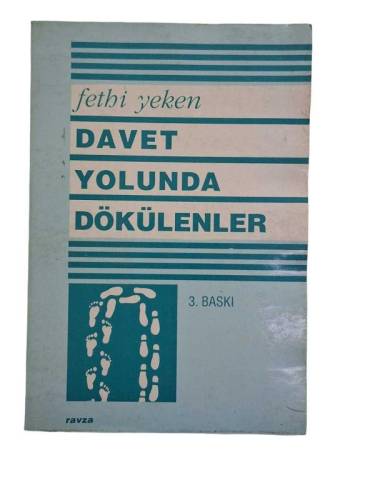 fethi yeken
DAVET
YOLUNDA
DÖKÜLENLER
3. BASKI
ravza